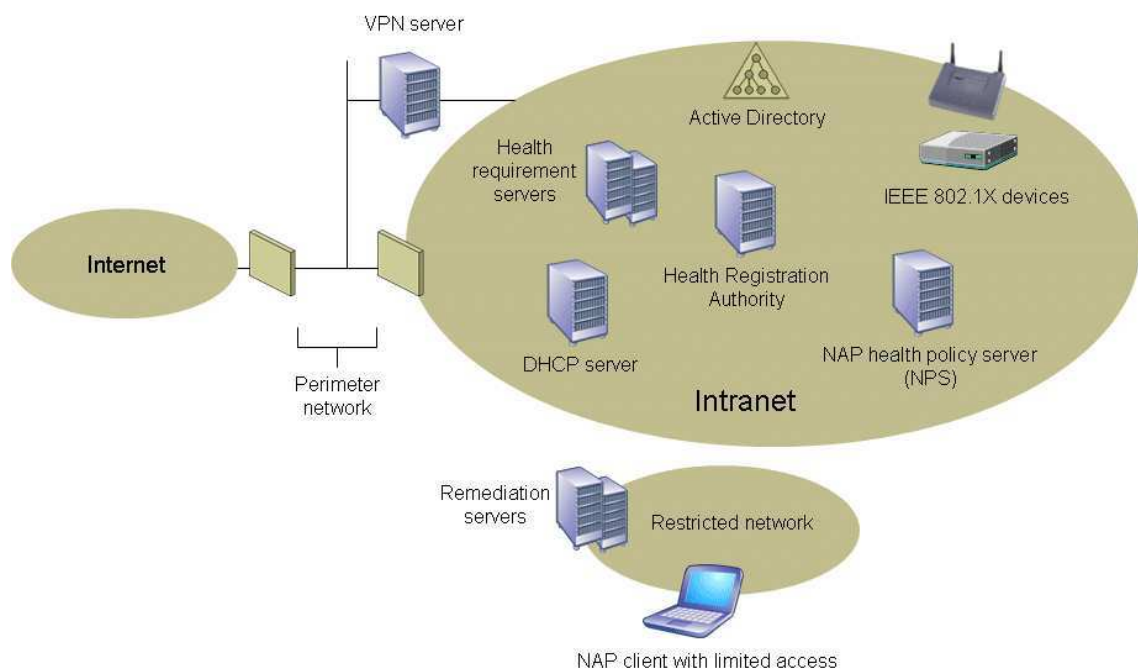 VPN server
Active Directory
Health
requirement
servers
IEEE 802.1X devices
Internet
Health Registration
Authority
DHCP server
NAP health policy server
(NPS)
Perimeter
network
Intranet
Remediation
servers
Restricted network
NAP client with limited access